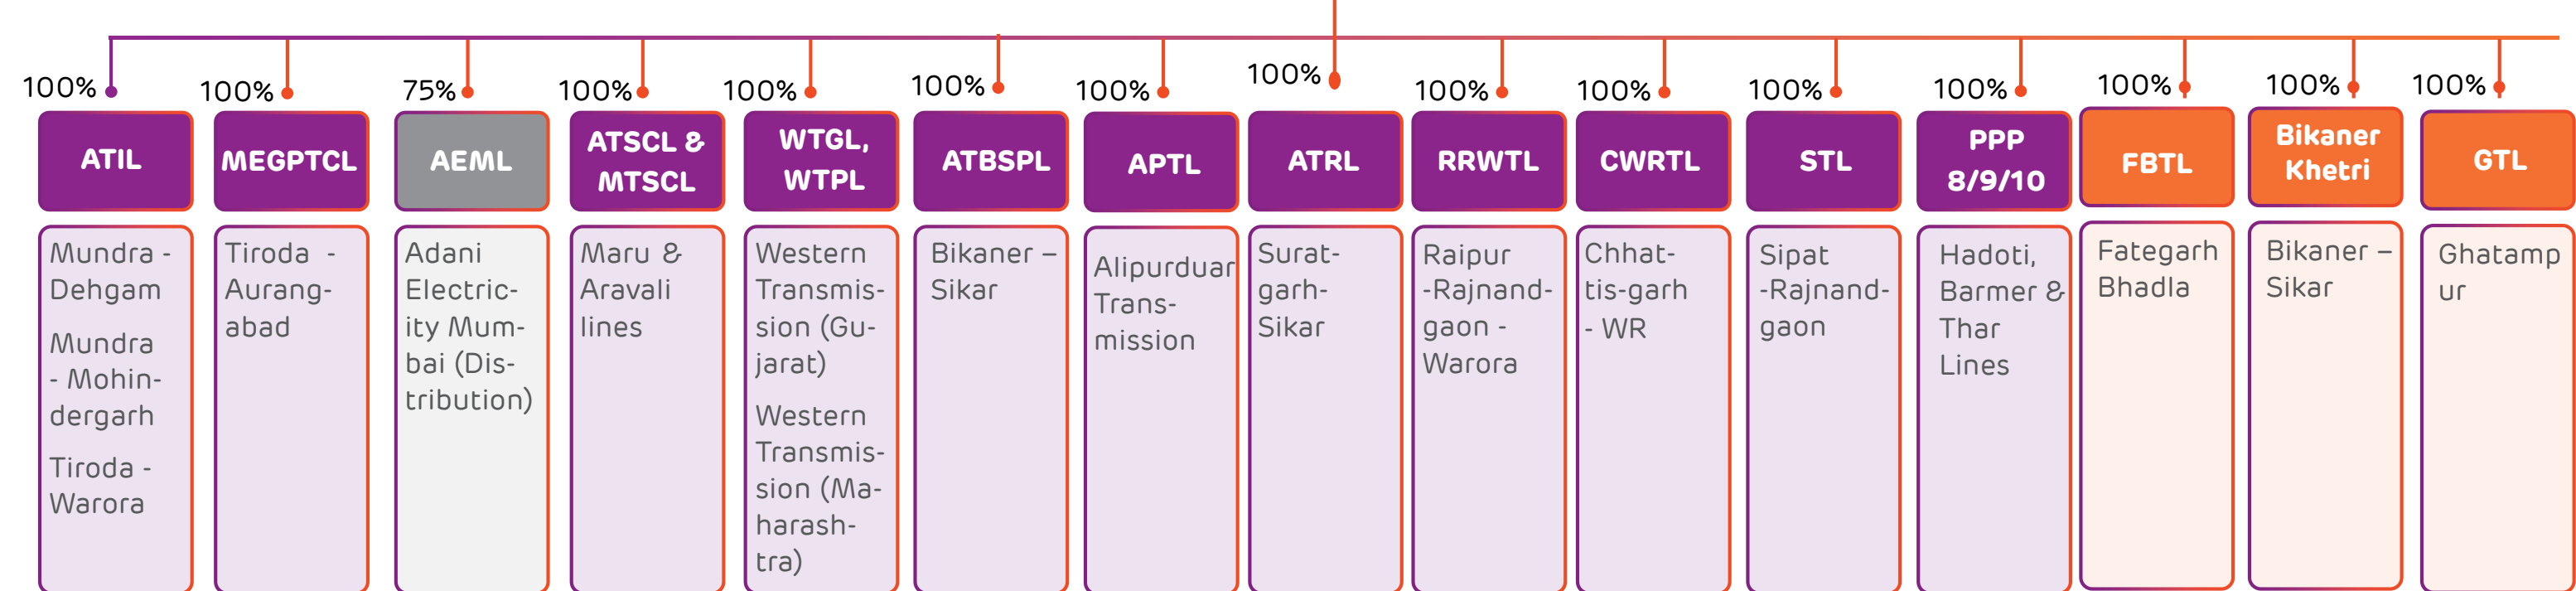 100%
100%
75%
100%
100%
100%
100%
100%
100%
100%
100%
100%
100%
100%
100%
ATIL
MEGPTCL
AEML
ATSCL &
MTSCL
WTGL,
WTPL
ATBSPL
APTL
ATRL
RRWTL
CWRTL
STL
PPP
8/9/10
FBTL
Bikaner
Khetri
GTL
Mundra -
Dehgam
Mundra
- Mohin-
dergarh
Tiroda -
Warora
Tiroda -
Aurang-
abad
Adani
Electric-
ity Mum-
bai (Dis-
tribution)
Maru &
Aravali
lines
Western
Transmis-
sion (Gu-
jarat)
Western
Transmis-
sion (Ma-
harash-
tra)
Bikaner –
Sikar
Alipurduar
Trans-
mission
Surat-
garh-
Sikar
Raipur
-Rajnand-
gaon -
Warora
Chhat-
tis-garh
- WR
Sipat
-Rajnand-
gaon
Hadoti,
Barmer &
Thar
Lines
Fategarh
Bhadla
Bikaner –
Sikar
Ghatamp
ur